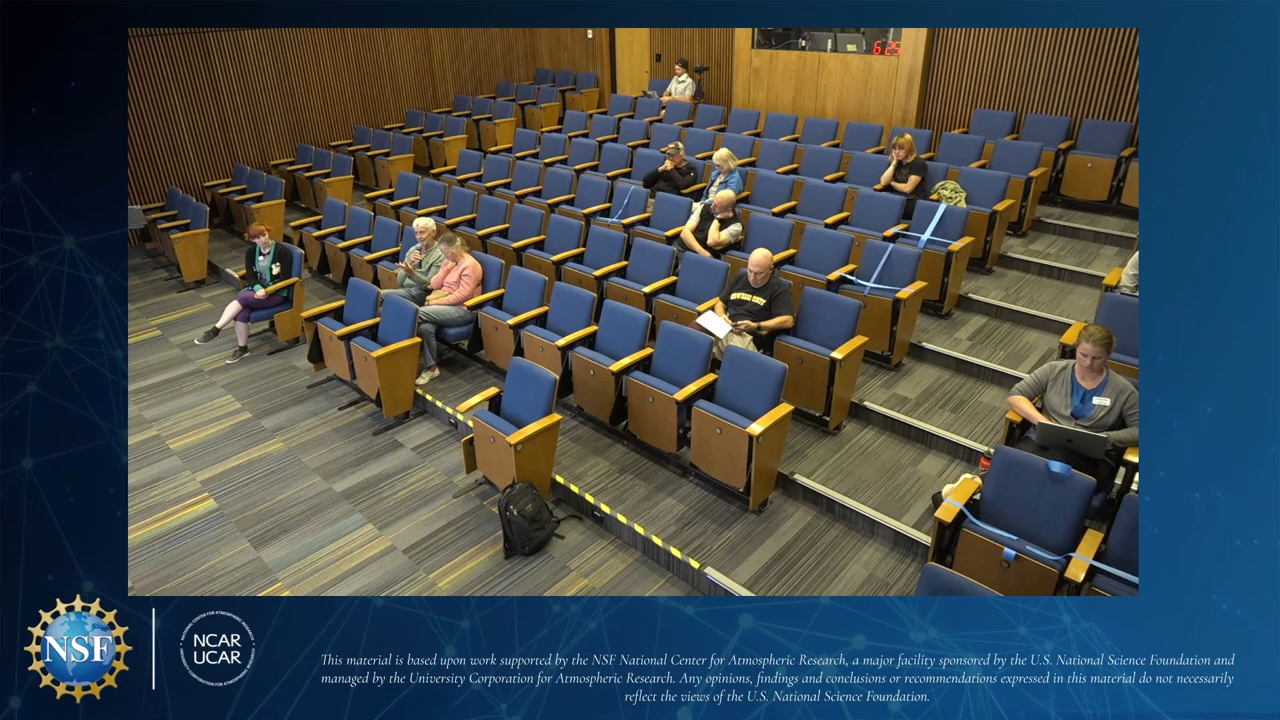 6:25
NSF
NCAR
UCAR
This material is based upon work supported by the NSF National Center for Atmospheric Research, a major facility sponsored by the U.S. National Science Foundation and
managed by the University Corporation for Atmospheric Research. Any opinions, findings and conclusions or recommendations expressed in this material do not necessarily
reflect the views of the U.S. National Science Foundation.